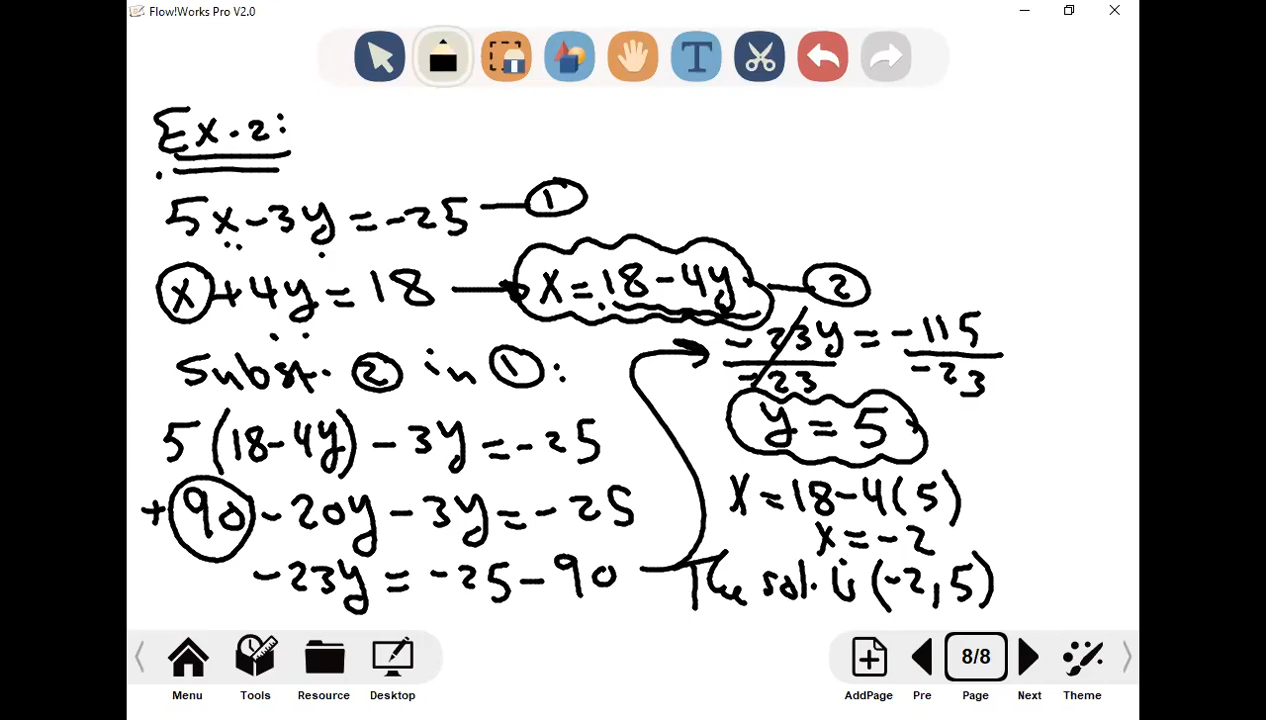 Flow!Works Pro V2.0
Ex.2:
5x-3y=-25 — ①
x+4y=18 → x=18-4y — ②
Subst. ② in ①:
5(18-4y)-3y=-25
+90-20y-3y=-25
-23y=-25-90
-23y/-23 = -115/-23
y=5
x=18-4(5)
x=-2
The sol. is (-2,5)
8/8
Menu Tools Resource Desktop AddPage Pre Page Next Theme